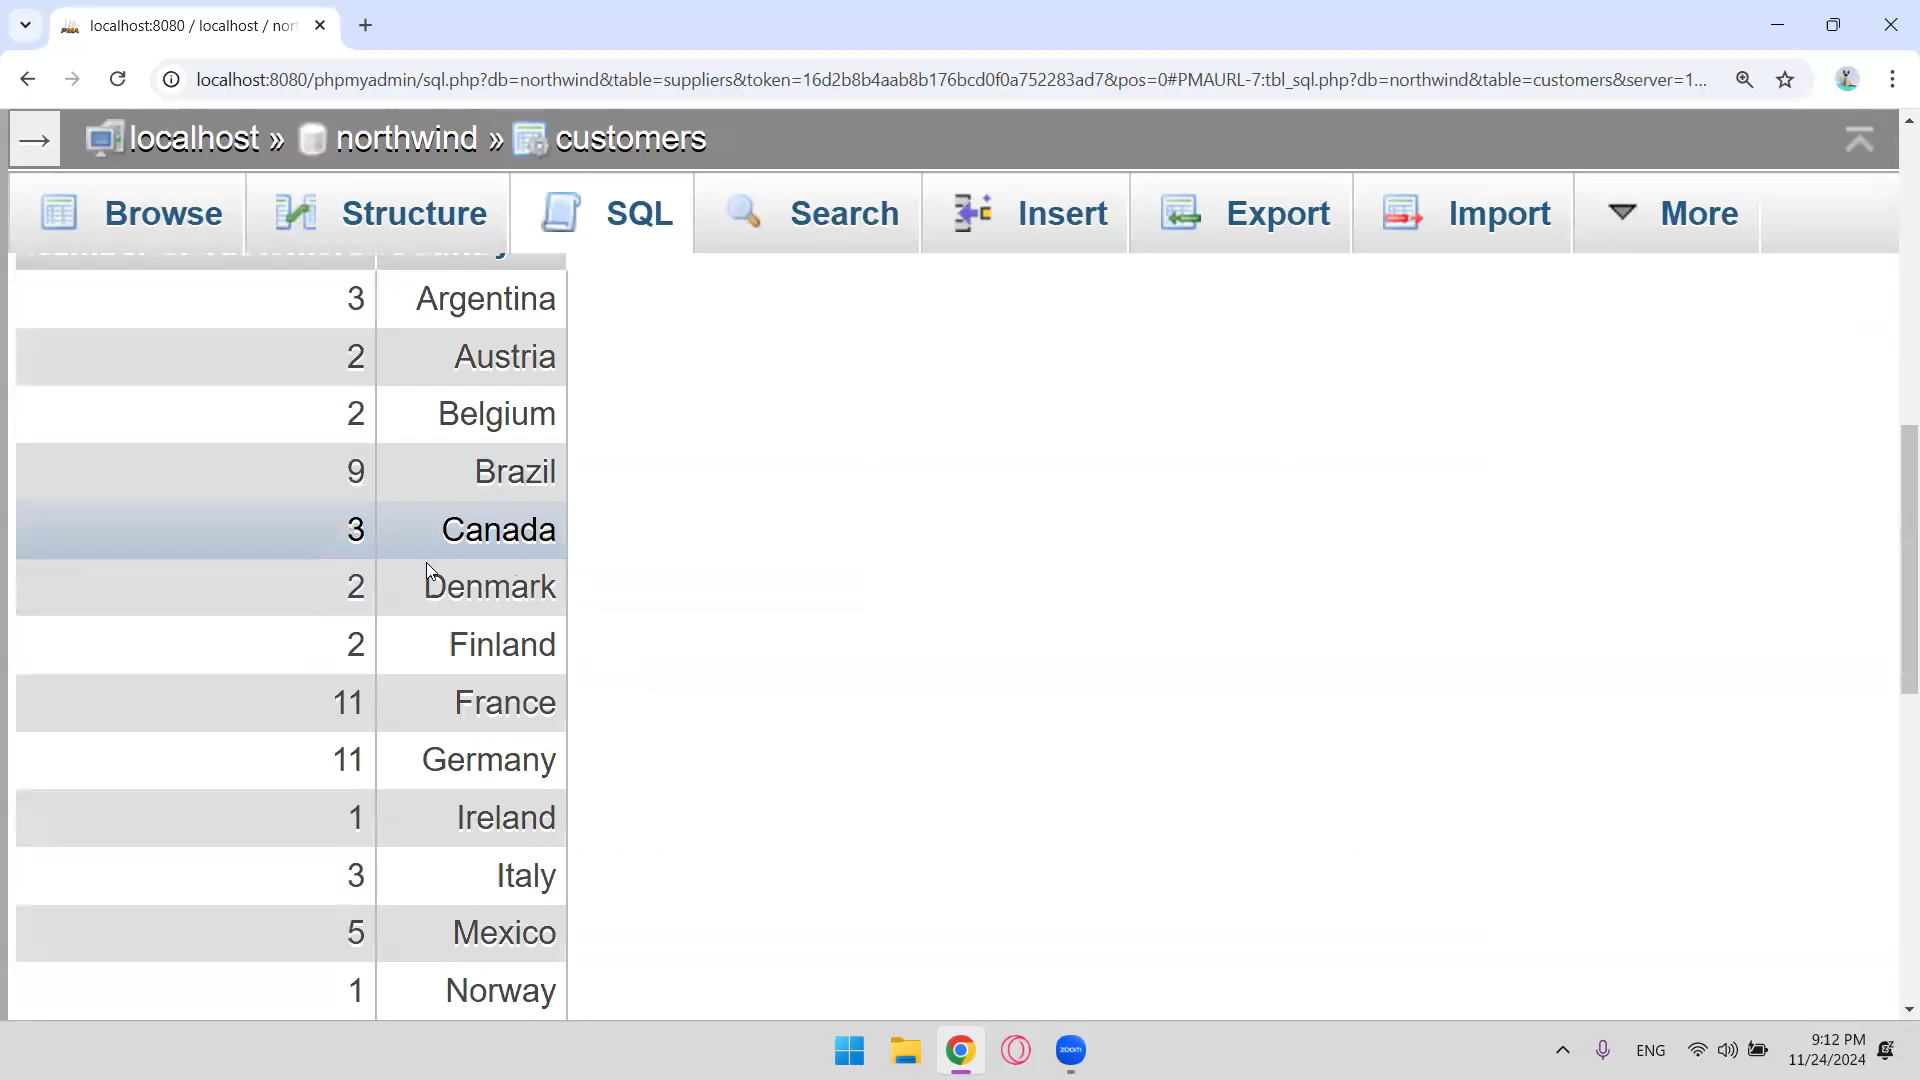 localhost:8080 / localhost / nor
localhost:8080/phpmyadmin/sql.php?db=northwind&table=suppliers&token=16d2b8b4aab8b176bcd0f0a752283ad7&pos=0#PMAURL-7:tbl_sql.php?db=northwind&table=customers&server=1...
localhost » northwind » customers
Browse Structure SQL Search Insert Export Import More
3 Argentina
2 Austria
2 Belgium
9 Brazil
3 Canada
2 Denmark
2 Finland
11 France
11 Germany
1 Ireland
3 Italy
5 Mexico
1 Norway
zoom
ENG
9:12 PM
11/24/2024